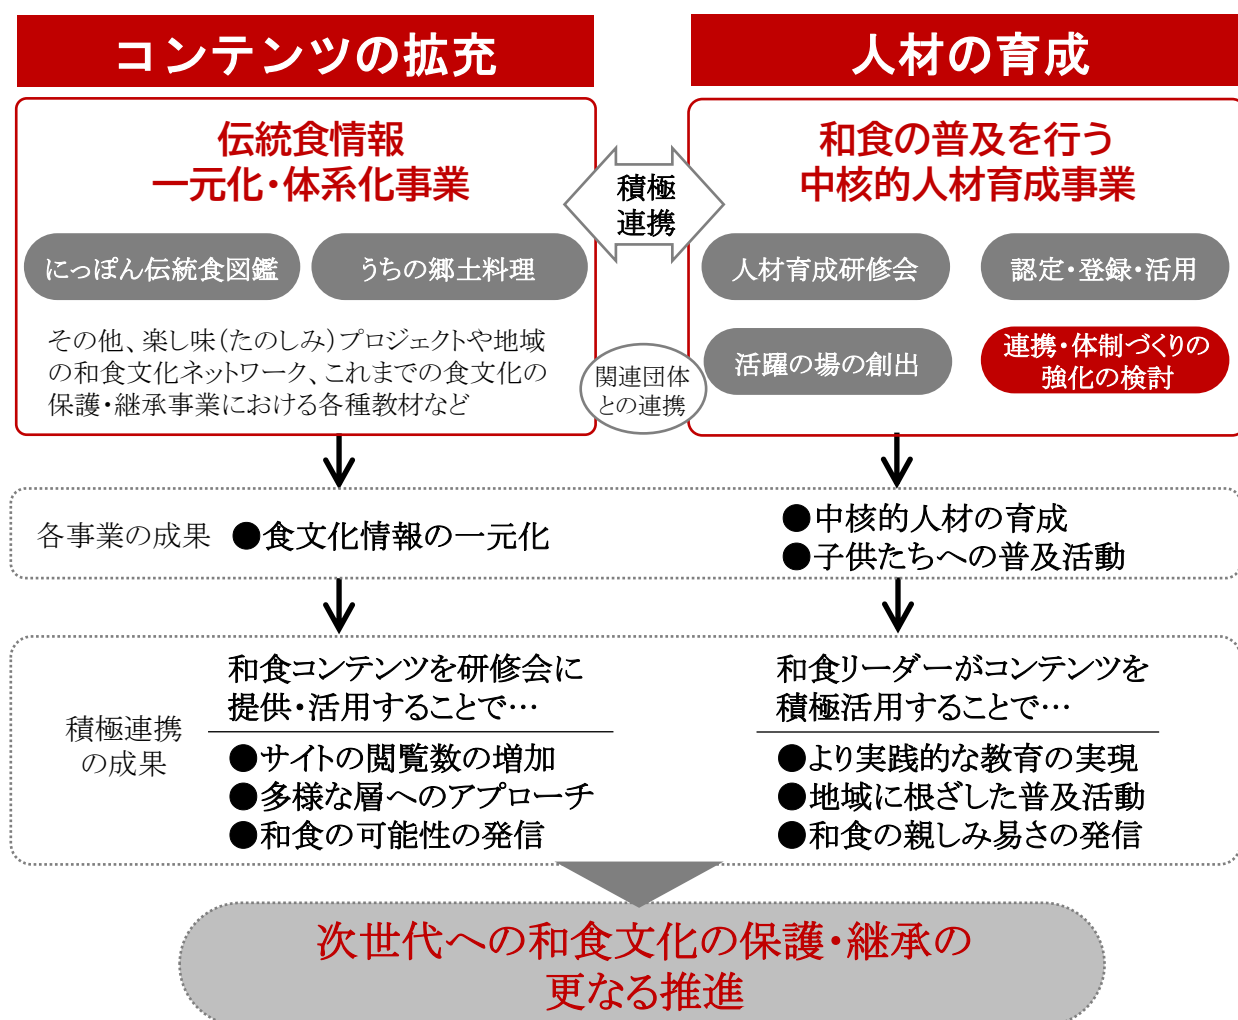 コンテンツの拡充
人材の育成
伝統食情報
一元化・体系化事業
積極
連携
和食の普及を行う
中核的人材育成事業
にっぽん伝統食図鑑
うちの郷土料理
人材育成研修会
認定・登録・活用
その他、楽し味(たのしみ)プロジェクトや地域
の和食文化ネットワーク、これまでの食文化の
保護・継承事業における各種教材など
関連団体
との連携
活躍の場の創出
連携・体制づくりの
強化の検討
各事業の成果
●食文化情報の一元化
●中核的人材の育成
●子供たちへの普及活動
積極連携
の成果
和食コンテンツを研修会に
提供・活用することで…
●サイトの閲覧数の増加
●多様な層へのアプローチ
●和食の可能性の発信
和食リーダーがコンテンツを
積極活用することで…
●より実践的な教育の実現
●地域に根ざした普及活動
●和食の親しみ易さの発信
次世代への和食文化の保護・継承の
更なる推進